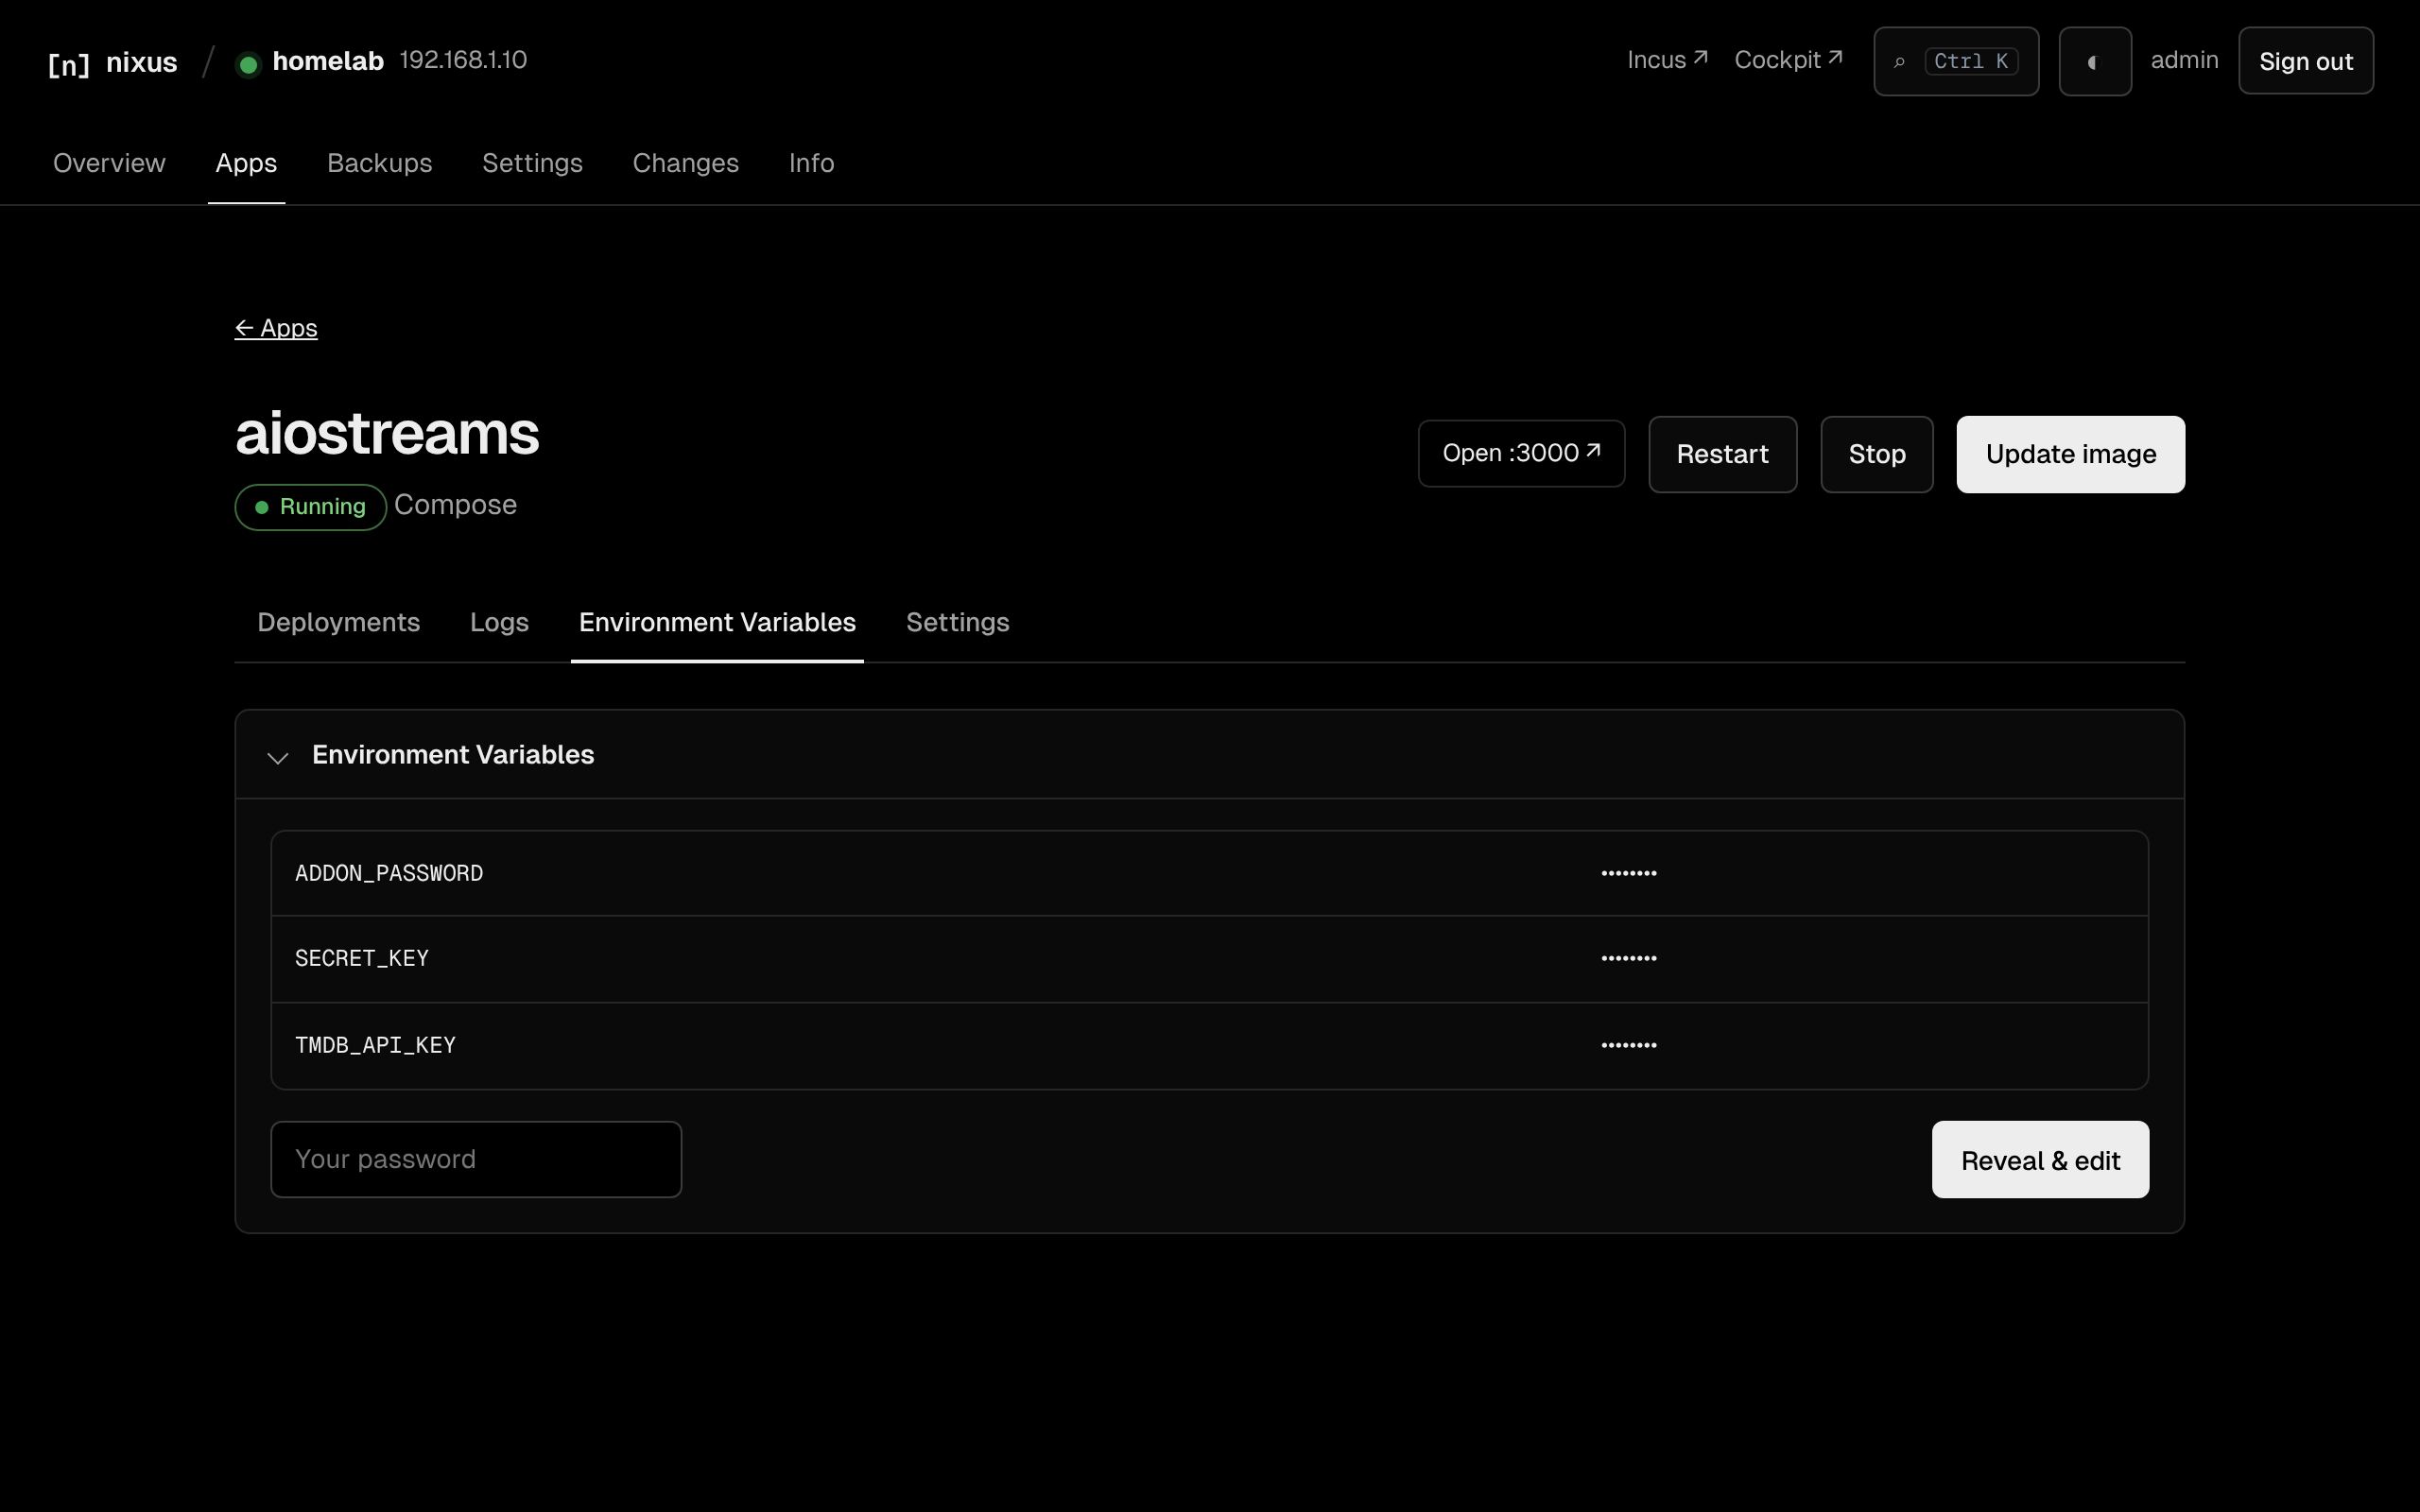 [n] nixus / homelab 192.168.1.10 Incus ↗ Cockpit ↗ Ctrl K admin Sign out
Overview Apps Backups Settings Changes Info
← Apps
aiostreams
Open :3000 ↗ Restart Stop Update image
Running Compose
Deployments Logs Environment Variables Settings
Environment Variables
ADDON_PASSWORD ••••••••
SECRET_KEY ••••••••
TMDB_API_KEY ••••••••
Your password Reveal & edit